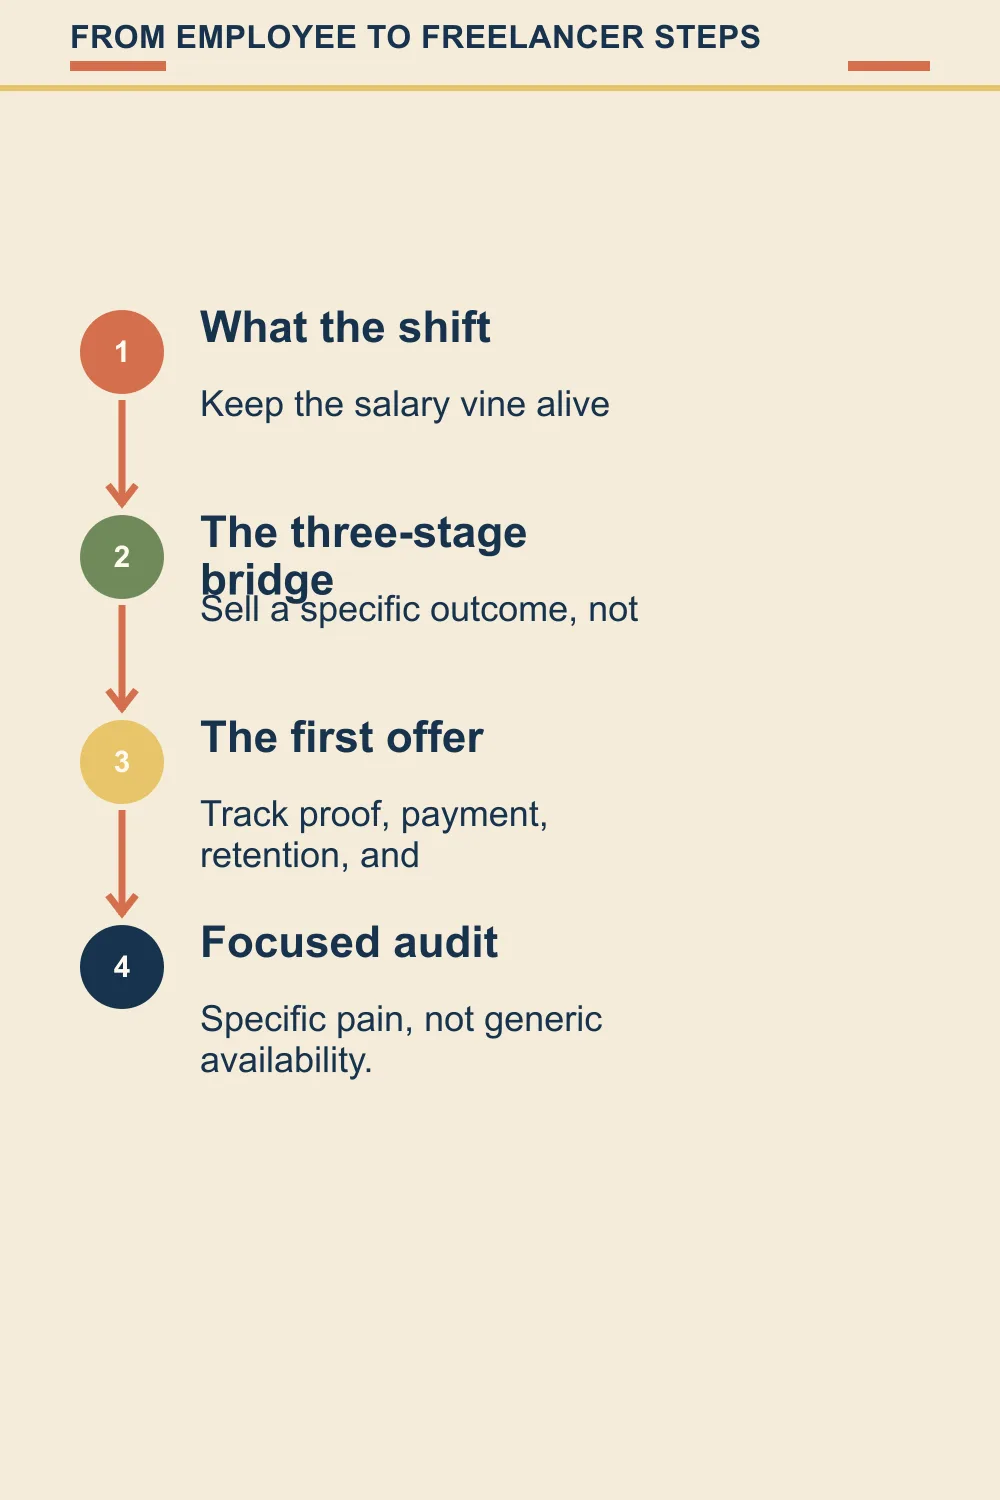 FROM EMPLOYEE TO FREELANCER STEPS
1
What the shift
Keep the salary vine alive
2
The three-stage
bridge
Sell a specific outcome, not
3
The first offer
Track proof, payment,
retention, and
4
Focused audit
Specific pain, not generic
availability.